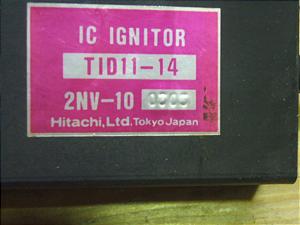 IC IGNITOR
TID11-14
2NV-10
Hitachi, Ltd. Tokyo Japan